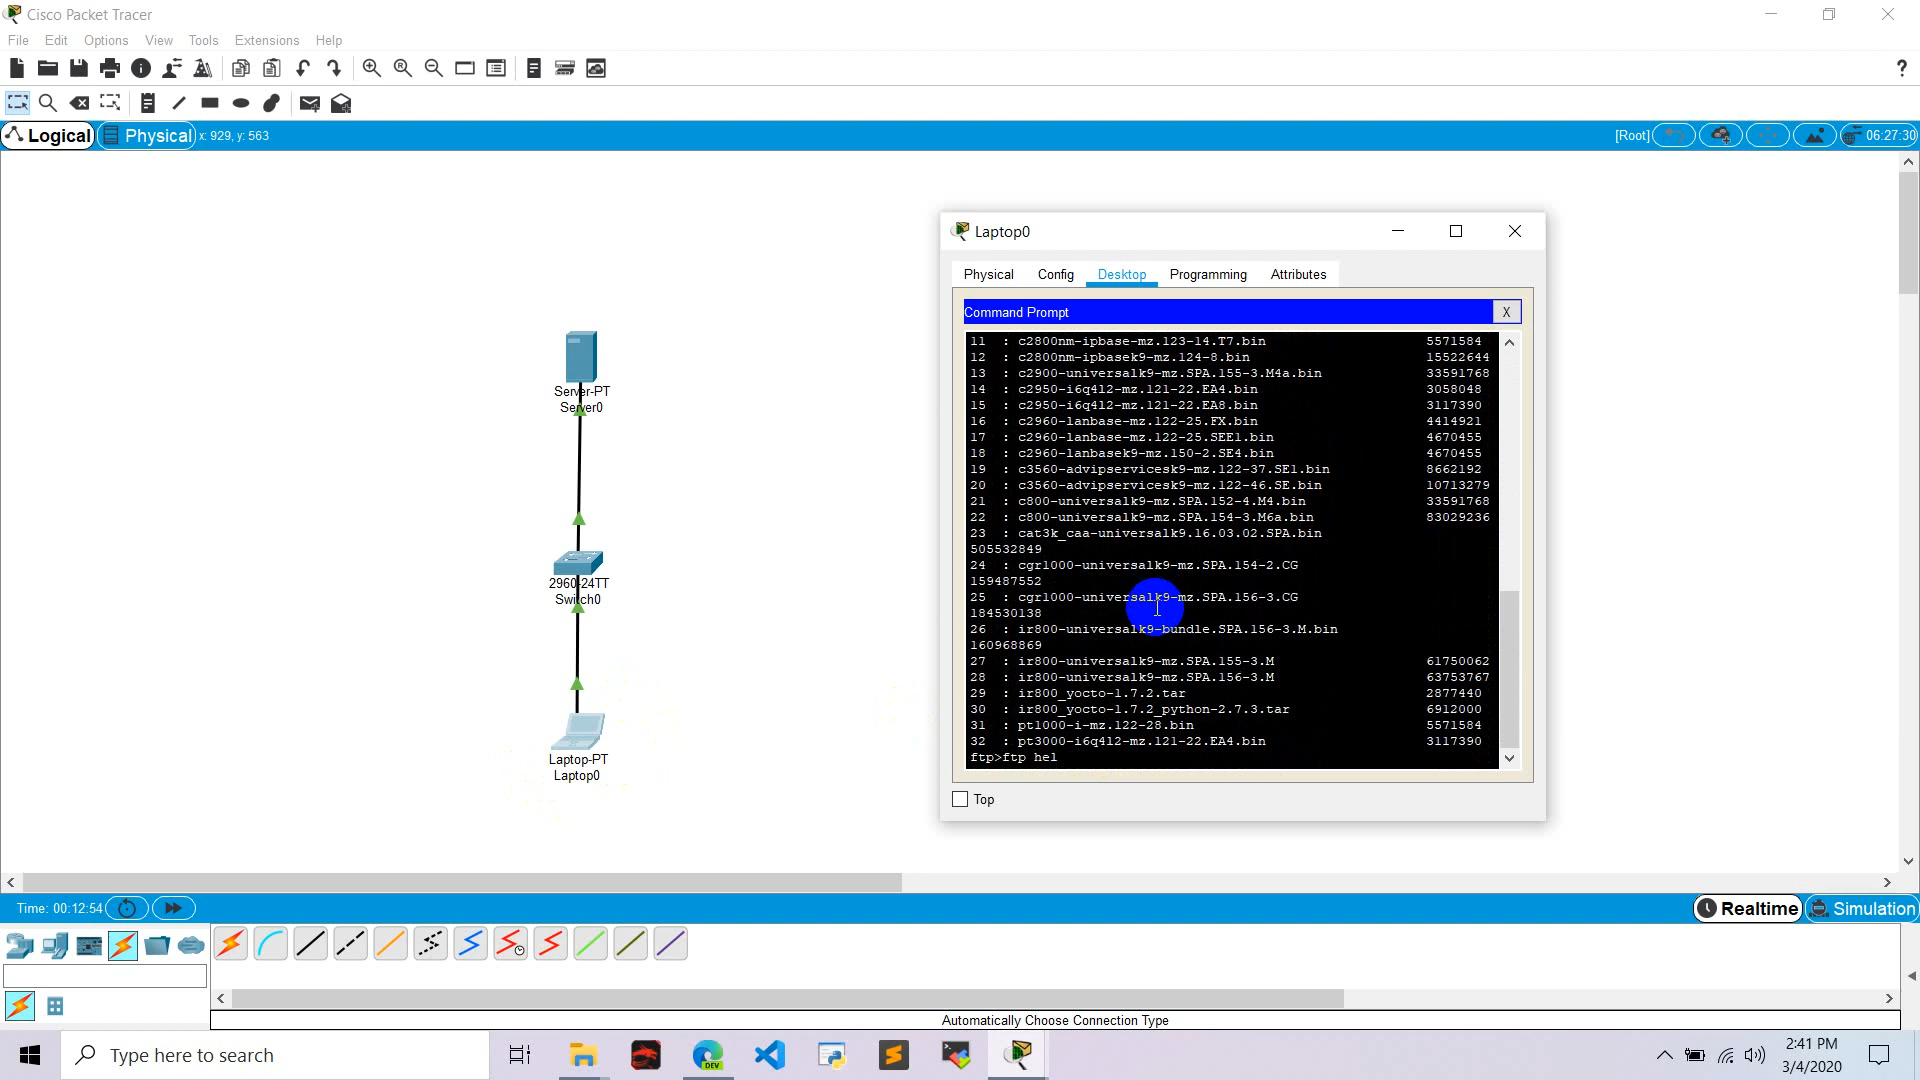 Cisco Packet Tracer
File Edit Options View Tools Extensions Help
?
Logical Physical x: 929, y: 563 [Root] 06:27:30
Server-PT
Server0
2960-24TT
Switch0
Laptop-PT
Laptop0
Laptop0
Physical Config Desktop Programming Attributes
Command Prompt X
11 : c2800nm-ipbase-mz.123-14.T7.bin 5571584
12 : c2800nm-ipbasek9-mz.124-8.bin 15522644
13 : c2900-universalk9-mz.SPA.155-3.M4a.bin 33591768
14 : c2950-i6q4l2-mz.121-22.EA4.bin 3058048
15 : c2950-i6q4l2-mz.121-22.EA8.bin 3117390
16 : c2960-lanbase-mz.122-25.FX.bin 4414921
17 : c2960-lanbase-mz.122-25.SEE1.bin 4670455
18 : c2960-lanbasek9-mz.150-2.SE4.bin 4670455
19 : c3560-advipservicesk9-mz.122-37.SE1.bin 8662192
20 : c3560-advipservicesk9-mz.122-46.SE.bin 10713279
21 : c800-universalk9-mz.SPA.152-4.M4.bin 33591768
22 : c800-universalk9-mz.SPA.154-3.M6a.bin 83029236
23 : cat3k_caa-universalk9.16.03.02.SPA.bin
505532849
24 : cgr1000-universalk9-mz.SPA.154-2.CG
159487552
25 : cgr1000-universalk9-mz.SPA.156-3.CG
184530138
26 : ir800-universalk9-bundle.SPA.156-3.M.bin
160968869
27 : ir800-universalk9-mz.SPA.155-3.M 61750062
28 : ir800-universalk9-mz.SPA.156-3.M 63753767
29 : ir800_yocto-1.7.2.tar 2877440
30 : ir800_yocto-1.7.2_python-2.7.3.tar 6912000
31 : pt1000-i-mz.122-28.bin 5571584
32 : pt3000-i6q4l2-mz.121-22.EA4.bin 3117390
ftp>ftp hel
Top
Time: 00:12:54 Realtime Simulation
Automatically Choose Connection Type
Type here to search
DEV
2:41 PM
3/4/2020